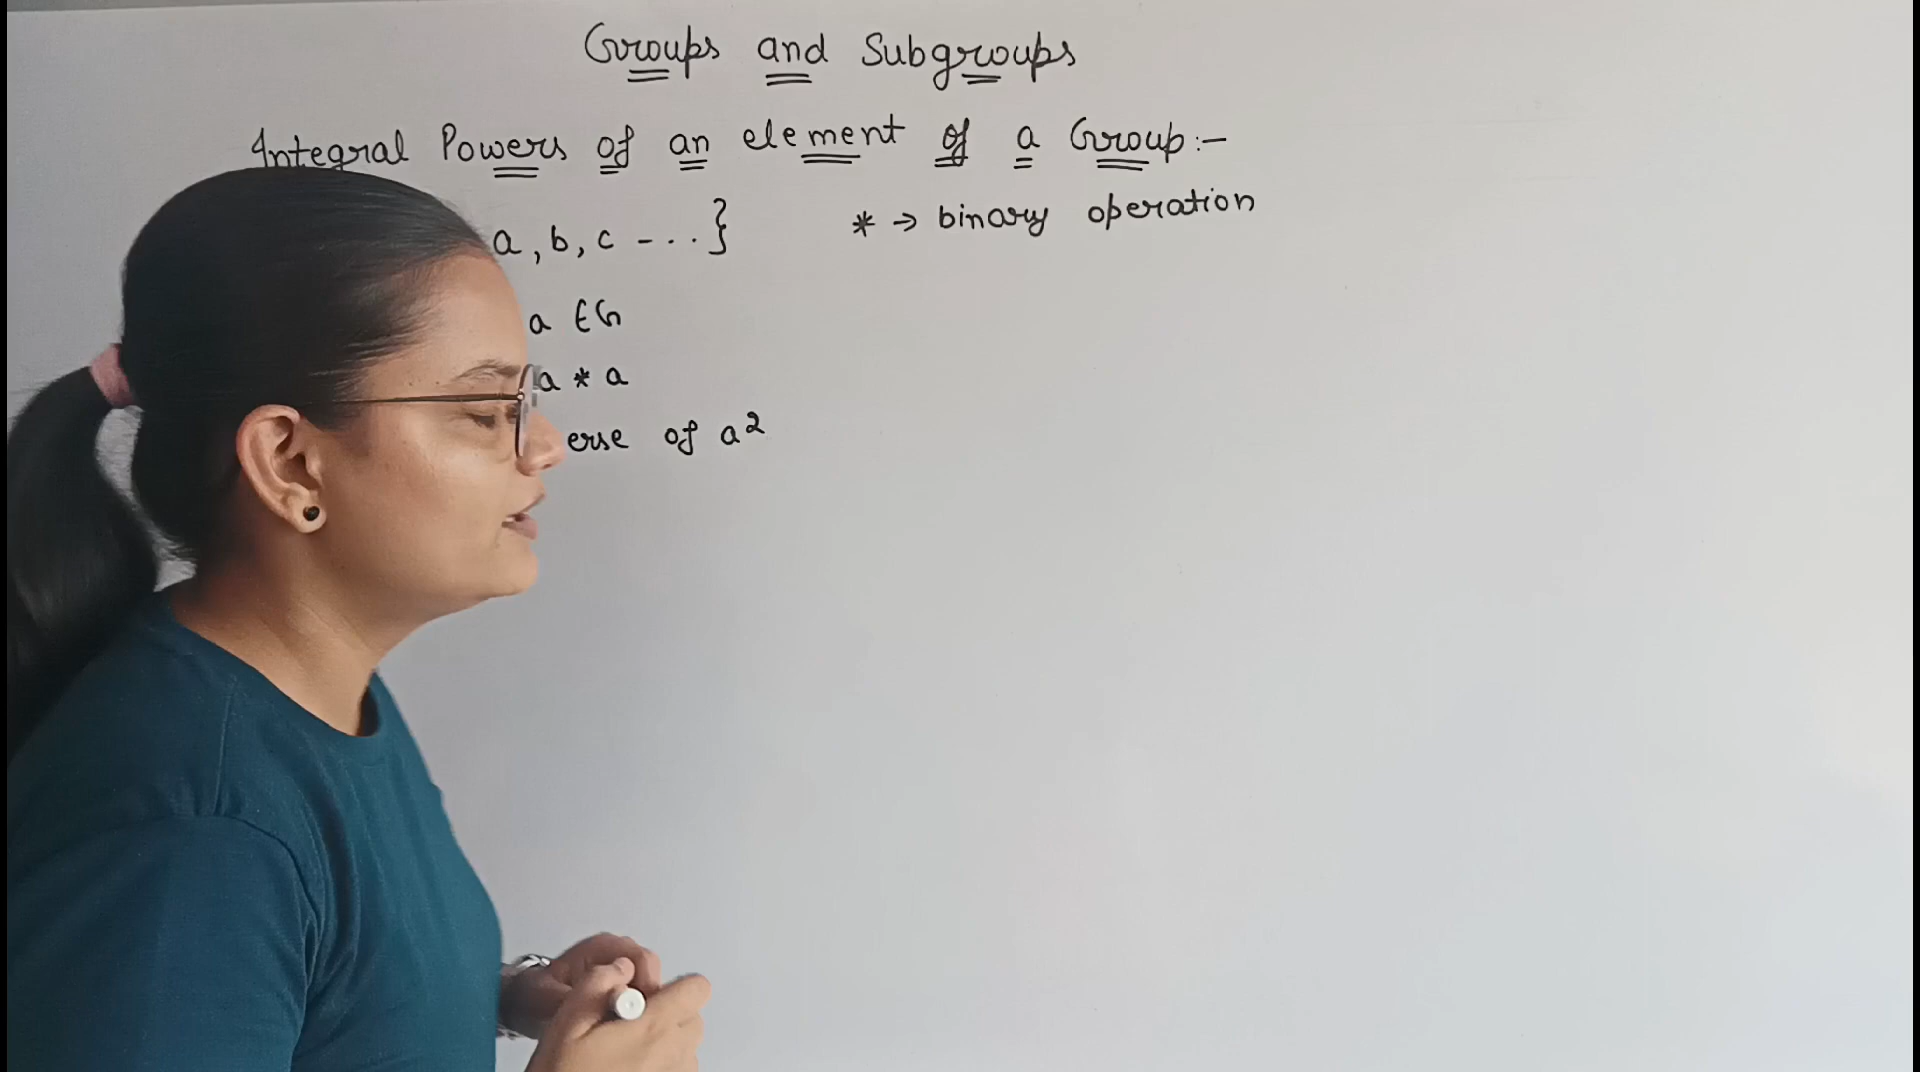 Groups and Subgroups
Integral Powers of an element of a Group:-
a, b, c - - - }
* → binary operation
a ∈ G
a * a
erse of a²